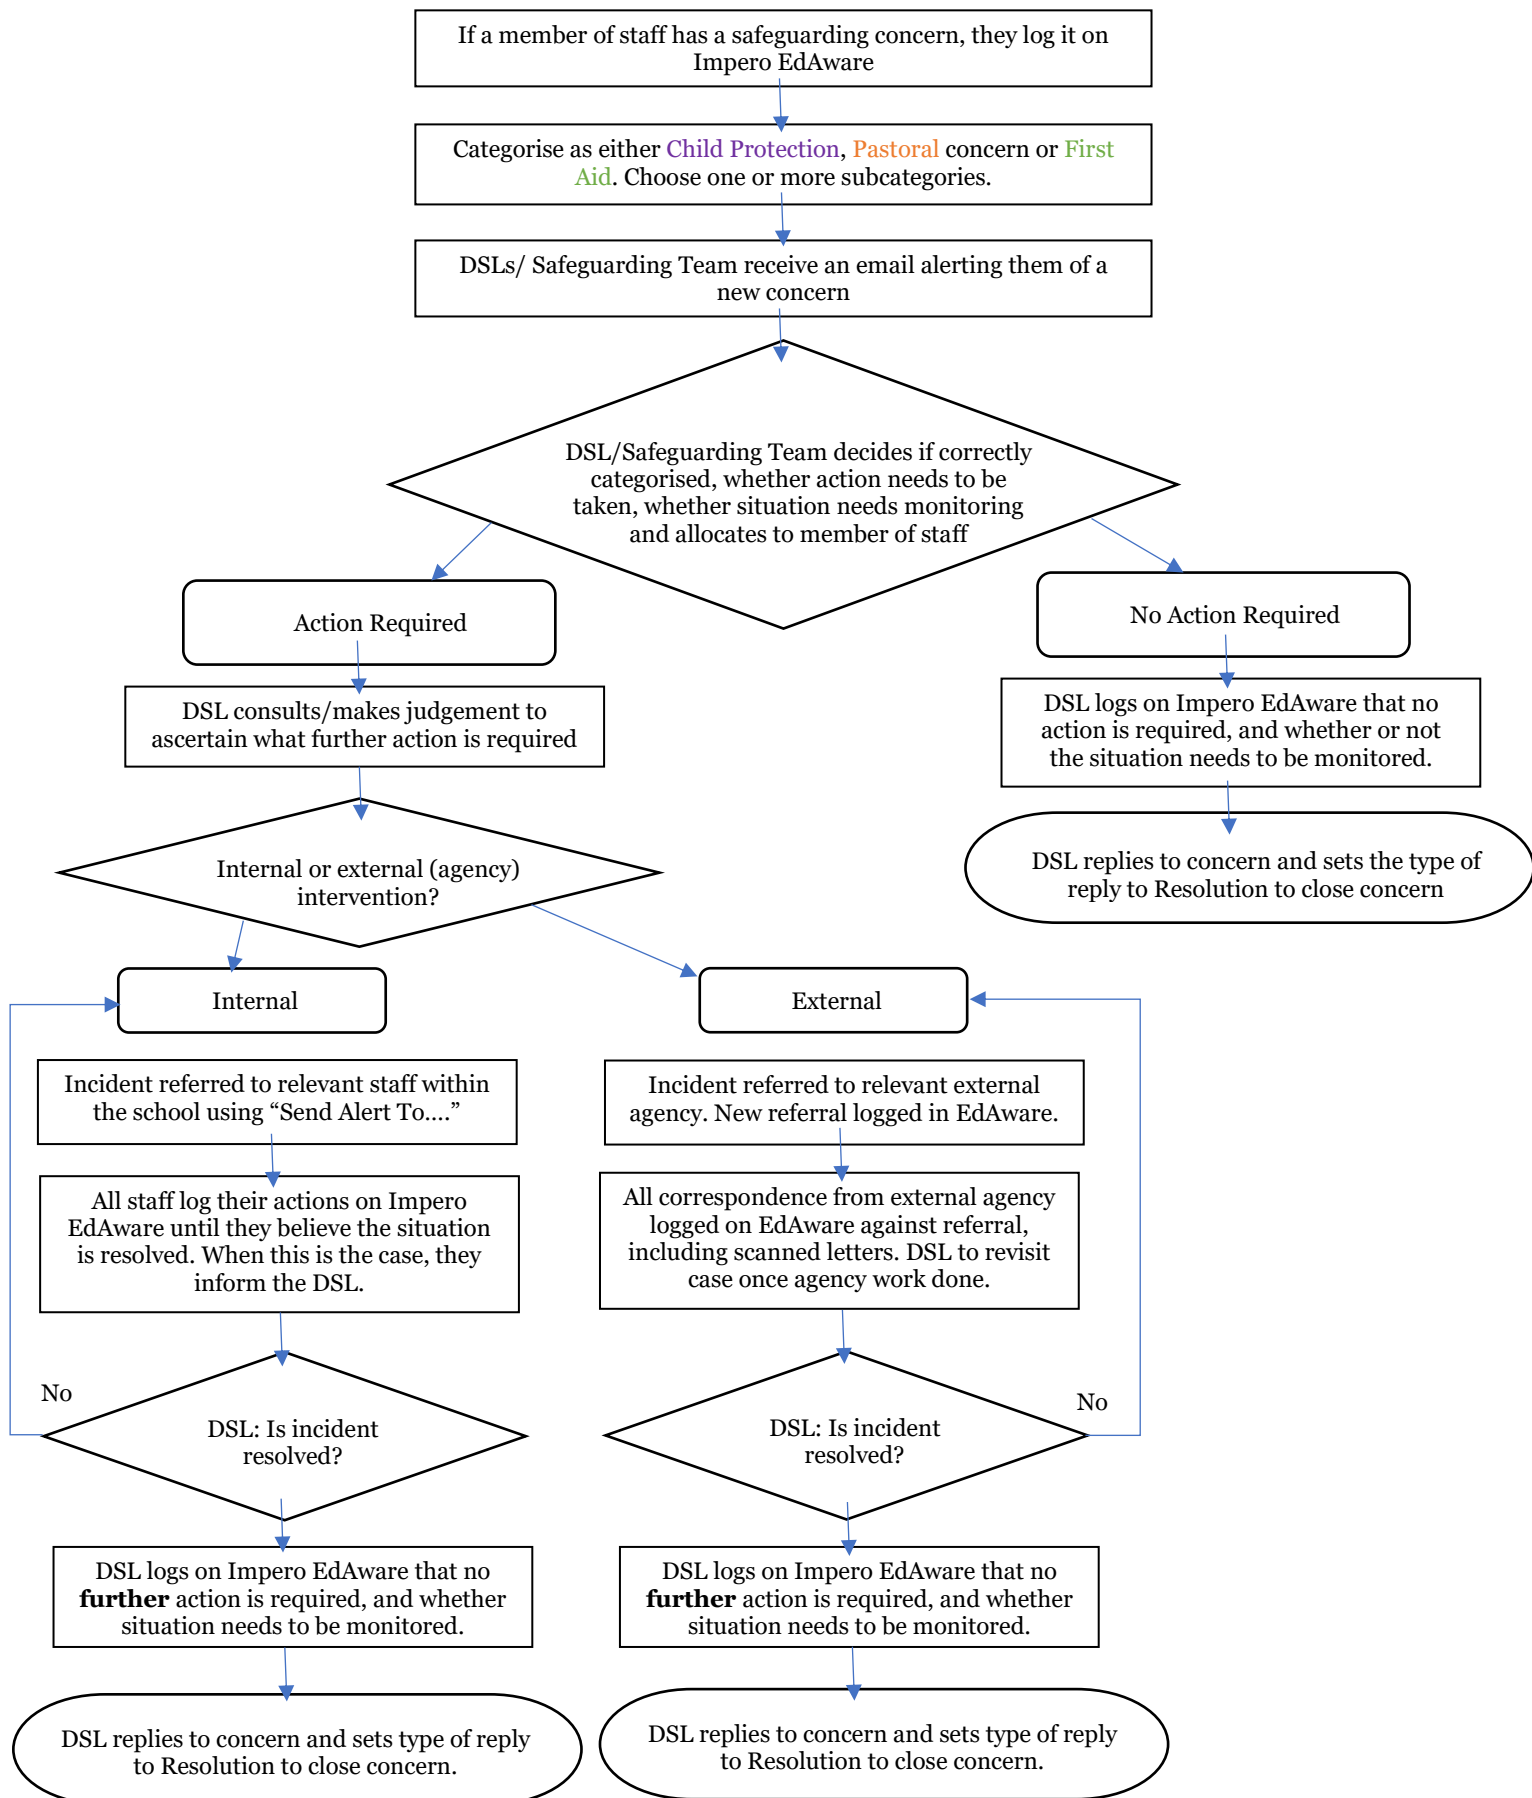 If a member of staff has a safeguarding concern, they log it on
Impero EdAware
Categorise as either Child Protection, Pastoral concern or First
Aid. Choose one or more subcategories.
DSLs/ Safeguarding Team receive an email alerting them of a
new concern
DSL/Safeguarding Team decides if correctly
categorised, whether action needs to be
taken, whether situation needs monitoring
and allocates to member of staff
Action Required
No Action Required
DSL consults/makes judgement to
ascertain what further action is required
DSL logs on Impero EdAware that no
action is required, and whether or not
the situation needs to be monitored.
Internal or external (agency)
intervention?
DSL replies to concern and sets the type of
reply to Resolution to close concern
Internal
External
Incident referred to relevant staff within
the school using “Send Alert To....”
Incident referred to relevant external
agency. New referral logged in EdAware.
All staff log their actions on Impero
EdAware until they believe the situation
is resolved. When this is the case, they
inform the DSL.
All correspondence from external agency
logged on EdAware against referral,
including scanned letters. DSL to revisit
case once agency work done.
No
DSL: Is incident
resolved?
No
DSL: Is incident
resolved?
DSL logs on Impero EdAware that no
further action is required, and whether
situation needs to be monitored.
DSL logs on Impero EdAware that no
further action is required, and whether
situation needs to be monitored.
DSL replies to concern and sets type of reply
to Resolution to close concern.
DSL replies to concern and sets type of reply
to Resolution to close concern.